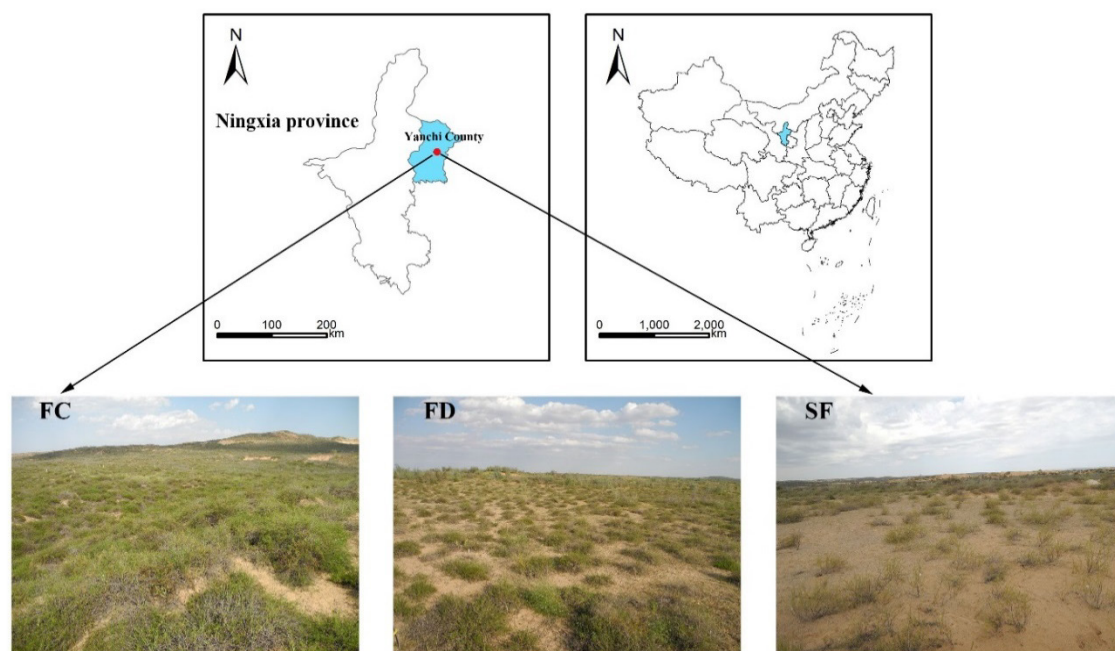 N
Ningxia province
Yanchi County
0 100 200
km
N
0 1,000 2,000
km
FC
FD
SF